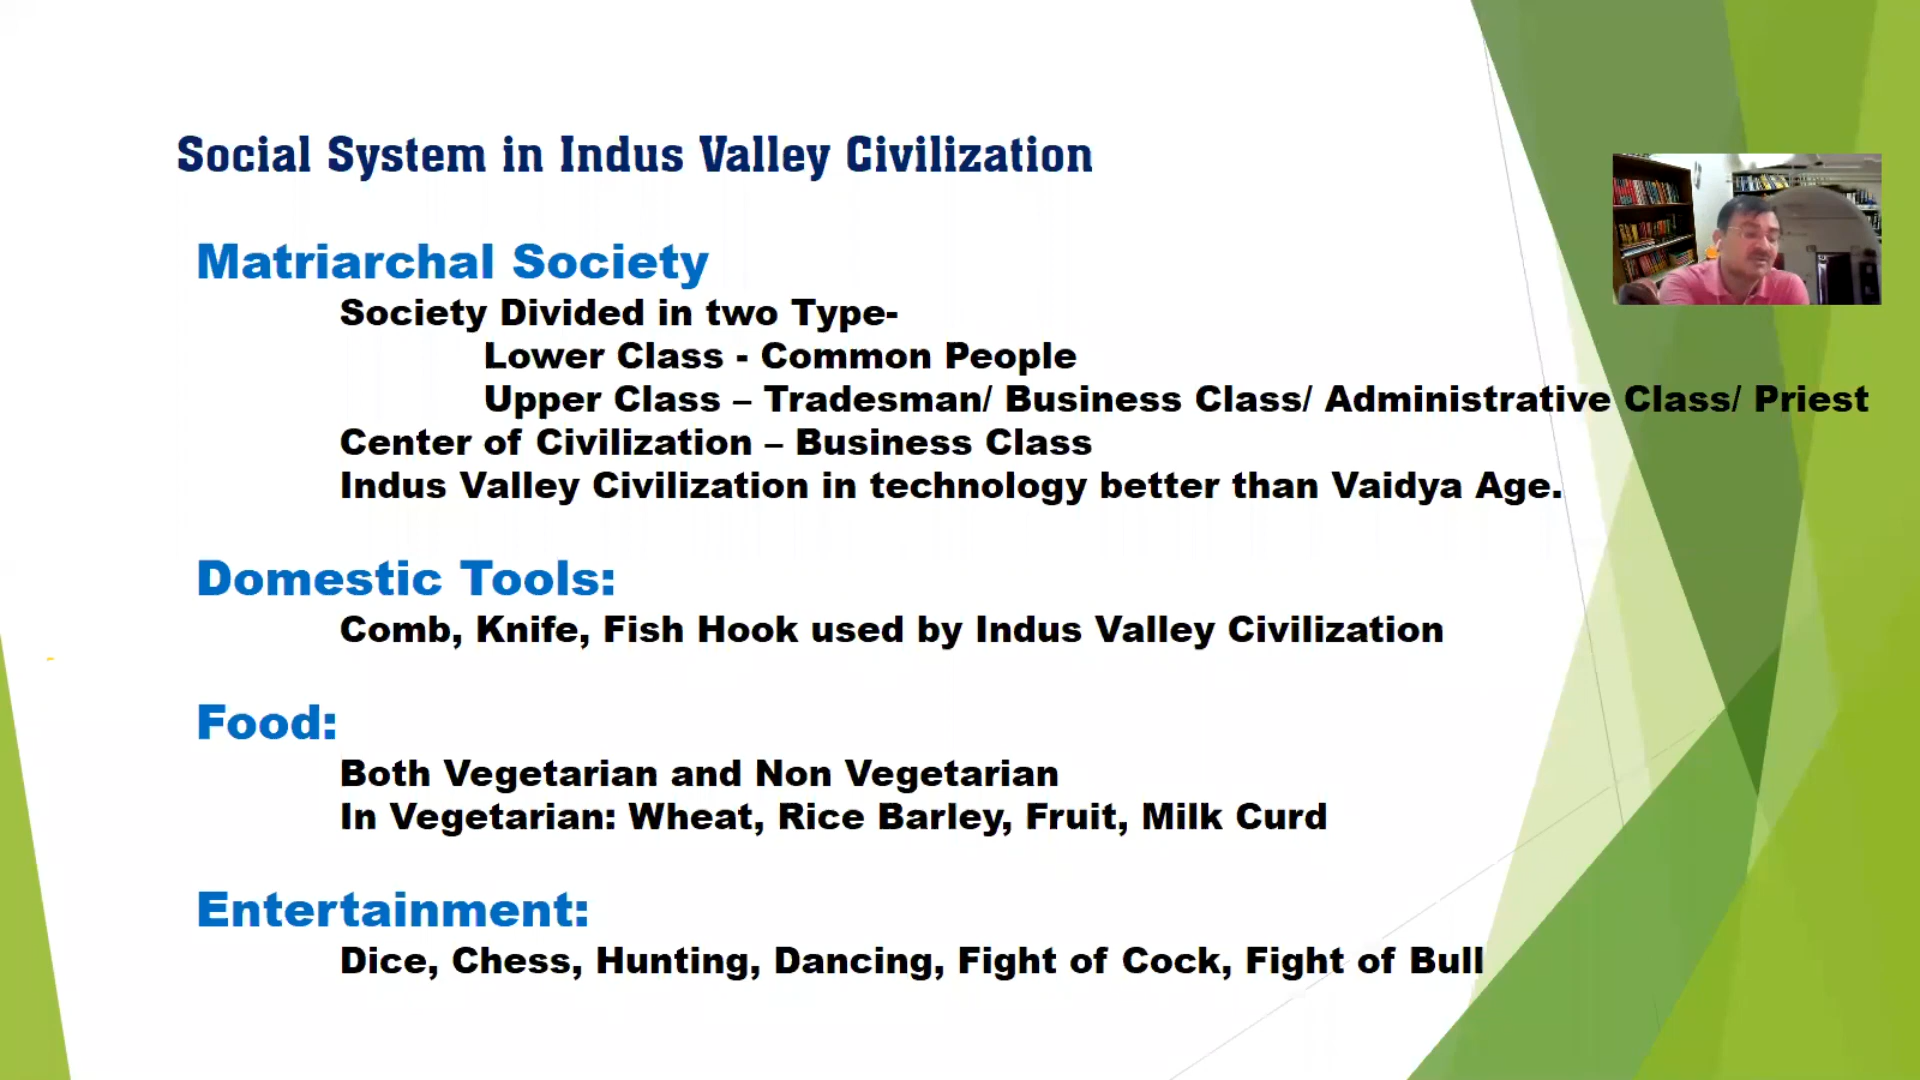 Social System in Indus Valley Civilization
Matriarchal Society
Society Divided in two Type-
Lower Class - Common People
Upper Class – Tradesman/ Business Class/ Administrative Class/ Priest
Center of Civilization – Business Class
Indus Valley Civilization in technology better than Vaidya Age.
Domestic Tools:
Comb, Knife, Fish Hook used by Indus Valley Civilization
Food:
Both Vegetarian and Non Vegetarian
In Vegetarian: Wheat, Rice Barley, Fruit, Milk Curd
Entertainment:
Dice, Chess, Hunting, Dancing, Fight of Cock, Fight of Bull